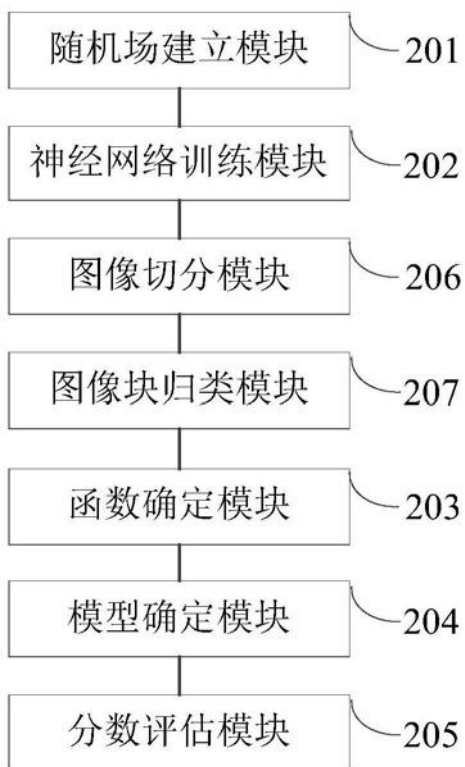 随机场建立模块 201
神经网络训练模块 202
图像切分模块 206
图像块归类模块 207
函数确定模块 203
模型确定模块 204
分数评估模块 205